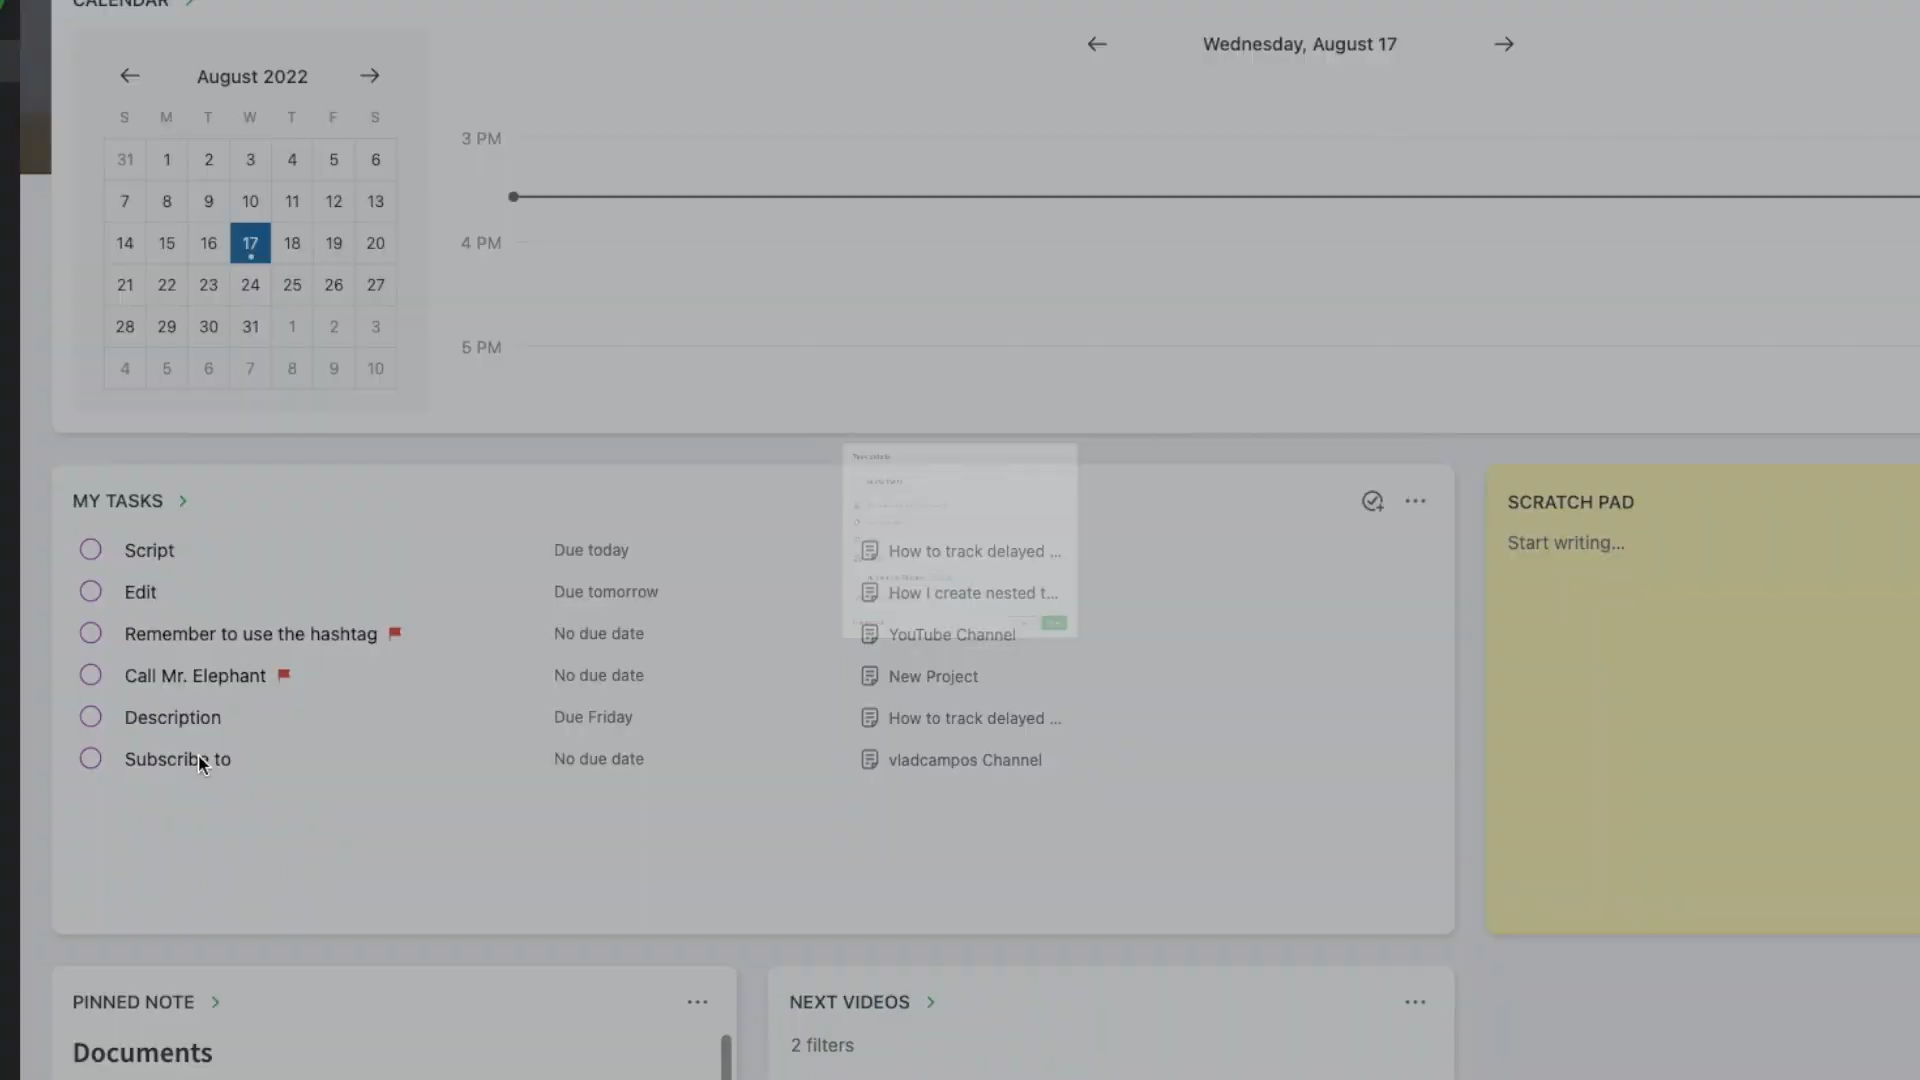 CALENDAR
August 2022
S M T W T F S
31 1 2 3 4 5 6
7 8 9 10 11 12 13
14 15 16 17 18 19 20
21 22 23 24 25 26 27
28 29 30 31 1 2 3
4 5 6 7 8 9 10
Wednesday, August 17
3 PM
4 PM
5 PM
MY TASKS
Script Due today How to track delayed ...
Edit Due tomorrow How I create nested t...
Remember to use the hashtag No due date YouTube Channel
Call Mr. Elephant No due date New Project
Description Due Friday How to track delayed ...
Subscribe to No due date vladcampos Channel
SCRATCH PAD
Start writing...
PINNED NOTE
Documents
NEXT VIDEOS
2 filters